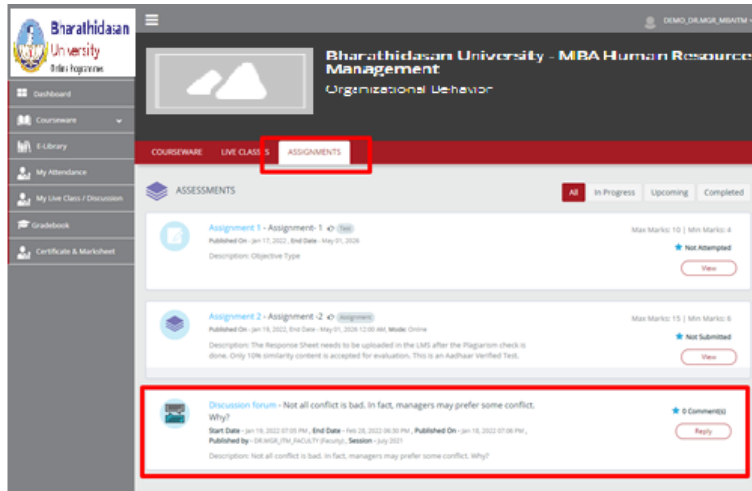 Bharathidasan
University
Online Programmes
DEMO_DR.MGR_MBAITM
Bharathidasan University - MBA Human Resource
Management
Organizational Behavior
Dashboard
Courseware
E-Library
My Attendance
My Live Class / Discussion
Gradebook
Certificate & Marksheet
COURSEWARE LIVE CLASSES ASSIGNMENTS
ASSESSMENTS
All In Progress Upcoming Completed
Assignment 1 - Assignment- 1 Test
Max Marks: 10 | Min Marks: 4
Published On - Jan 17, 2022 , End Date - May 01, 2026
Not Attempted
Description: Objective Type
View
Assignment 2 - Assignment -2 Assignment
Max Marks: 15 | Min Marks: 6
Published On - Jan 19, 2022, End Date - May 01, 2026 12:00 AM, Mode: Online
Not Submitted
Description: The Response Sheet needs to be uploaded in the LMS after the Plagiarism check is
done. Only 10% similarity content is accepted for evaluation. This is an Aadhaar Verified Test.
View
Discussion forum - Not all conflict is bad. In fact, managers may prefer some conflict.
Why?
0 Comment(s)
Start Date - Jan 19, 2022 07:05 PM , End Date - Feb 28, 2022 06:30 PM , Published On - Jan 19, 2022 07:06 PM ,
Published by - DR.MGR_ITM_FACULTY (Faculty) , Session - July 2021
Reply
Description: Not all conflict is bad. In fact, managers may prefer some conflict. Why?